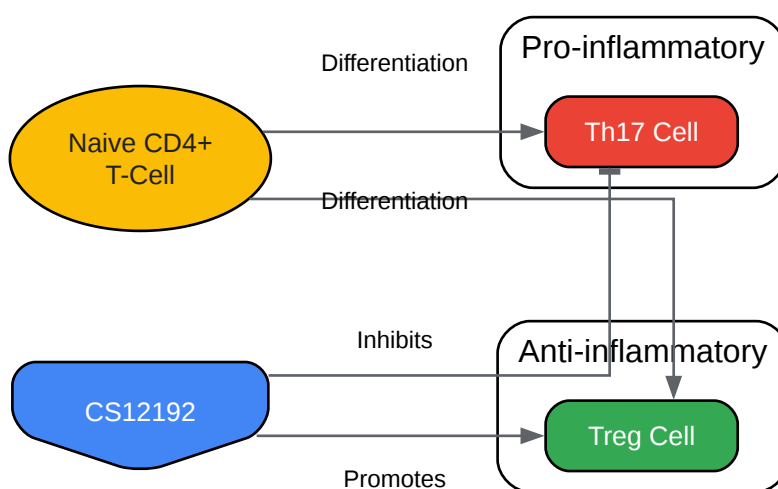 Pro-inflammatory
Differentiation
Th17 Cell
Naive CD4+
T-Cell
Differentiation
Inhibits
Anti-inflammatory
CS12192
Treg Cell
Promotes